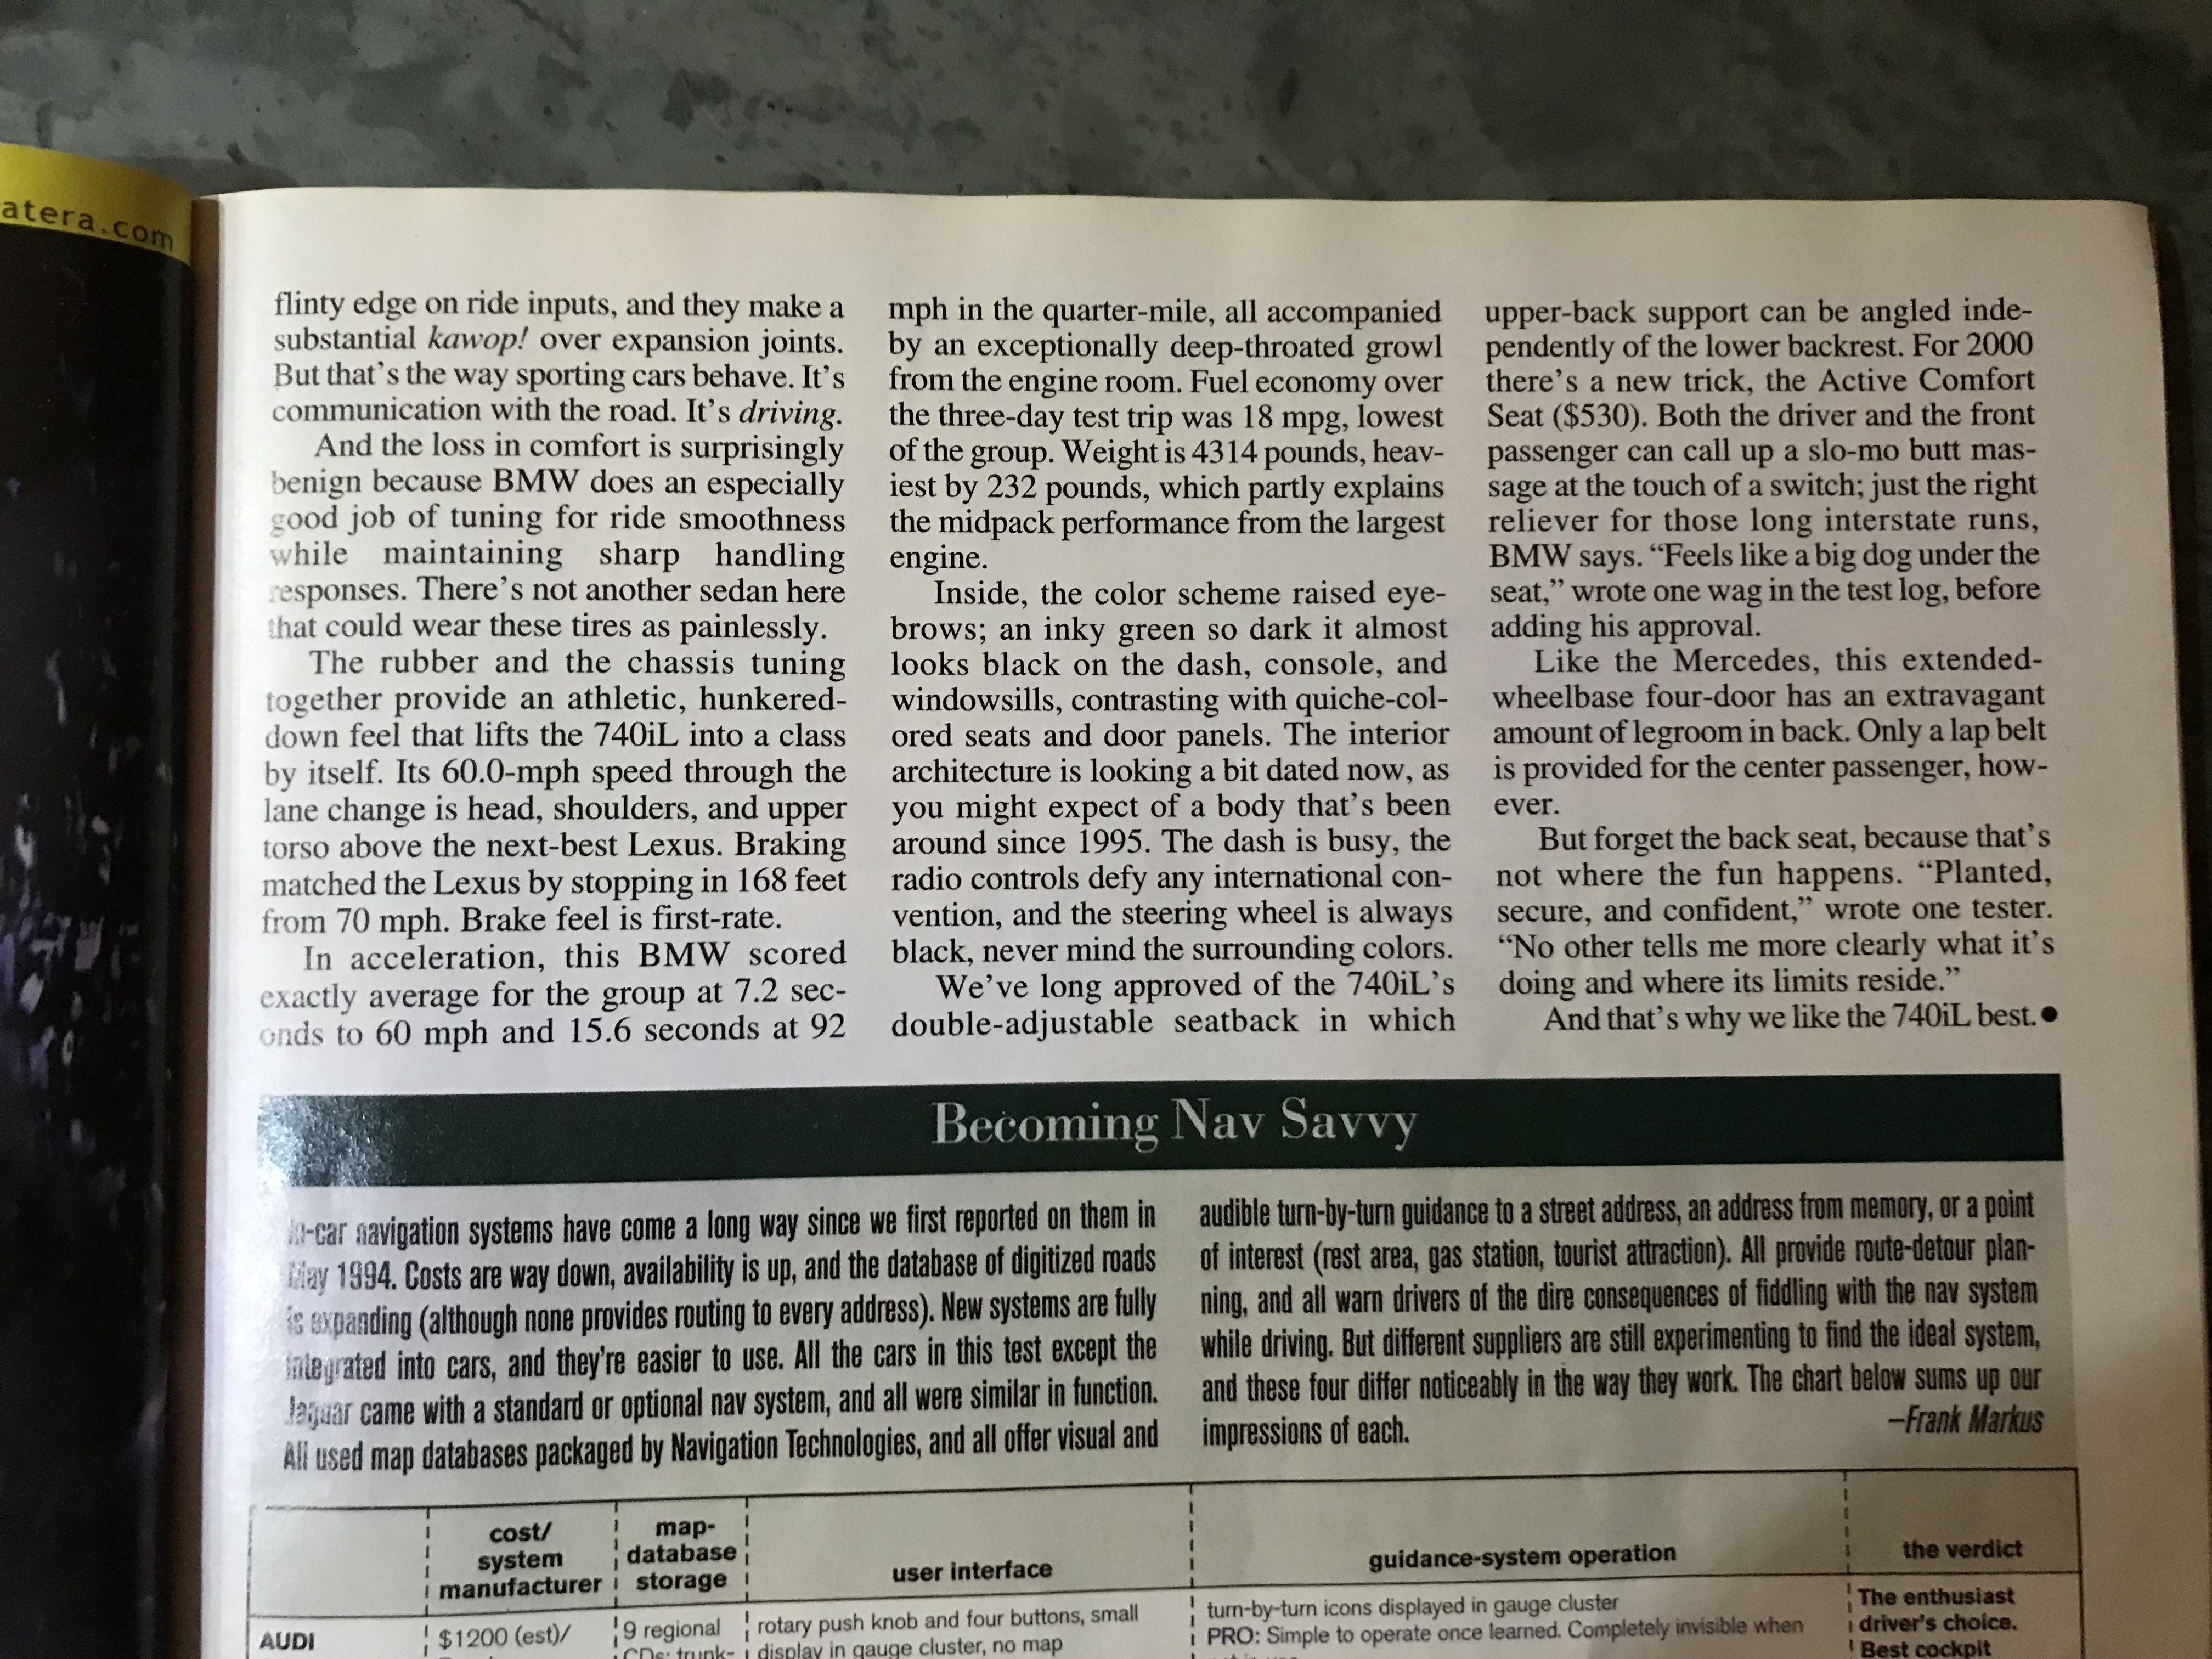 atera.com
flinty edge on ride inputs, and they make a
substantial kawop! over expansion joints.
But that's the way sporting cars behave. It's
communication with the road. It's driving.
And the loss in comfort is surprisingly
benign because BMW does an especially
good job of tuning for ride smoothness
while maintaining sharp handling
responses. There's not another sedan here
that could wear these tires as painlessly.
The rubber and the chassis tuning
together provide an athletic, hunkered-
down feel that lifts the 740iL into a class
by itself. Its 60.0-mph speed through the
lane change is head, shoulders, and upper
torso above the next-best Lexus. Braking
matched the Lexus by stopping in 168 feet
from 70 mph. Brake feel is first-rate.
In acceleration, this BMW scored
exactly average for the group at 7.2 sec-
onds to 60 mph and 15.6 seconds at 92
mph in the quarter-mile, all accompanied
by an exceptionally deep-throated growl
from the engine room. Fuel economy over
the three-day test trip was 18 mpg, lowest
of the group. Weight is 4314 pounds, heav-
iest by 232 pounds, which partly explains
the midpack performance from the largest
engine.
Inside, the color scheme raised eye-
brows; an inky green so dark it almost
looks black on the dash, console, and
windowsills, contrasting with quiche-col-
ored seats and door panels. The interior
architecture is looking a bit dated now, as
you might expect of a body that's been
around since 1995. The dash is busy, the
radio controls defy any international con-
vention, and the steering wheel is always
black, never mind the surrounding colors.
We've long approved of the 740iL's
double-adjustable seatback in which
upper-back support can be angled inde-
pendently of the lower backrest. For 2000
there's a new trick, the Active Comfort
Seat ($530). Both the driver and the front
passenger can call up a slo-mo butt mas-
sage at the touch of a switch; just the right
reliever for those long interstate runs,
BMW says. “Feels like a big dog under the
seat,” wrote one wag in the test log, before
adding his approval.
Like the Mercedes, this extended-
wheelbase four-door has an extravagant
amount of legroom in back. Only a lap belt
is provided for the center passenger, how-
ever.
But forget the back seat, because that's
not where the fun happens. “Planted,
secure, and confident,” wrote one tester.
“No other tells me more clearly what it's
doing and where its limits reside.”
And that's why we like the 740iL best.●
Becoming Nav Savvy
In-car navigation systems have come a long way since we first reported on them in
May 1994. Costs are way down, availability is up, and the database of digitized roads
is expanding (although none provides routing to every address). New systems are fully
integrated into cars, and they're easier to use. All the cars in this test except the
Jaguar came with a standard or optional nav system, and all were similar in function.
All used map databases packaged by Navigation Technologies, and all offer visual and
audible turn-by-turn guidance to a street address, an address from memory, or a point
of interest (rest area, gas station, tourist attraction). All provide route-detour plan-
ning, and all warn drivers of the dire consequences of fiddling with the nav system
while driving. But different suppliers are still experimenting to find the ideal system,
and these four differ noticeably in the way they work. The chart below sums up our
impressions of each.
—Frank Markus
cost/
system
manufacturer
map-
database
storage
user interface
guidance-system operation
the verdict
AUDI
$1200 (est)/
9 regional
CDs; trunk-
rotary push knob and four buttons, small
display in gauge cluster, no map
turn-by-turn icons displayed in gauge cluster
PRO: Simple to operate once learned. Completely invisible when
The enthusiast
driver's choice.
Best cockpit